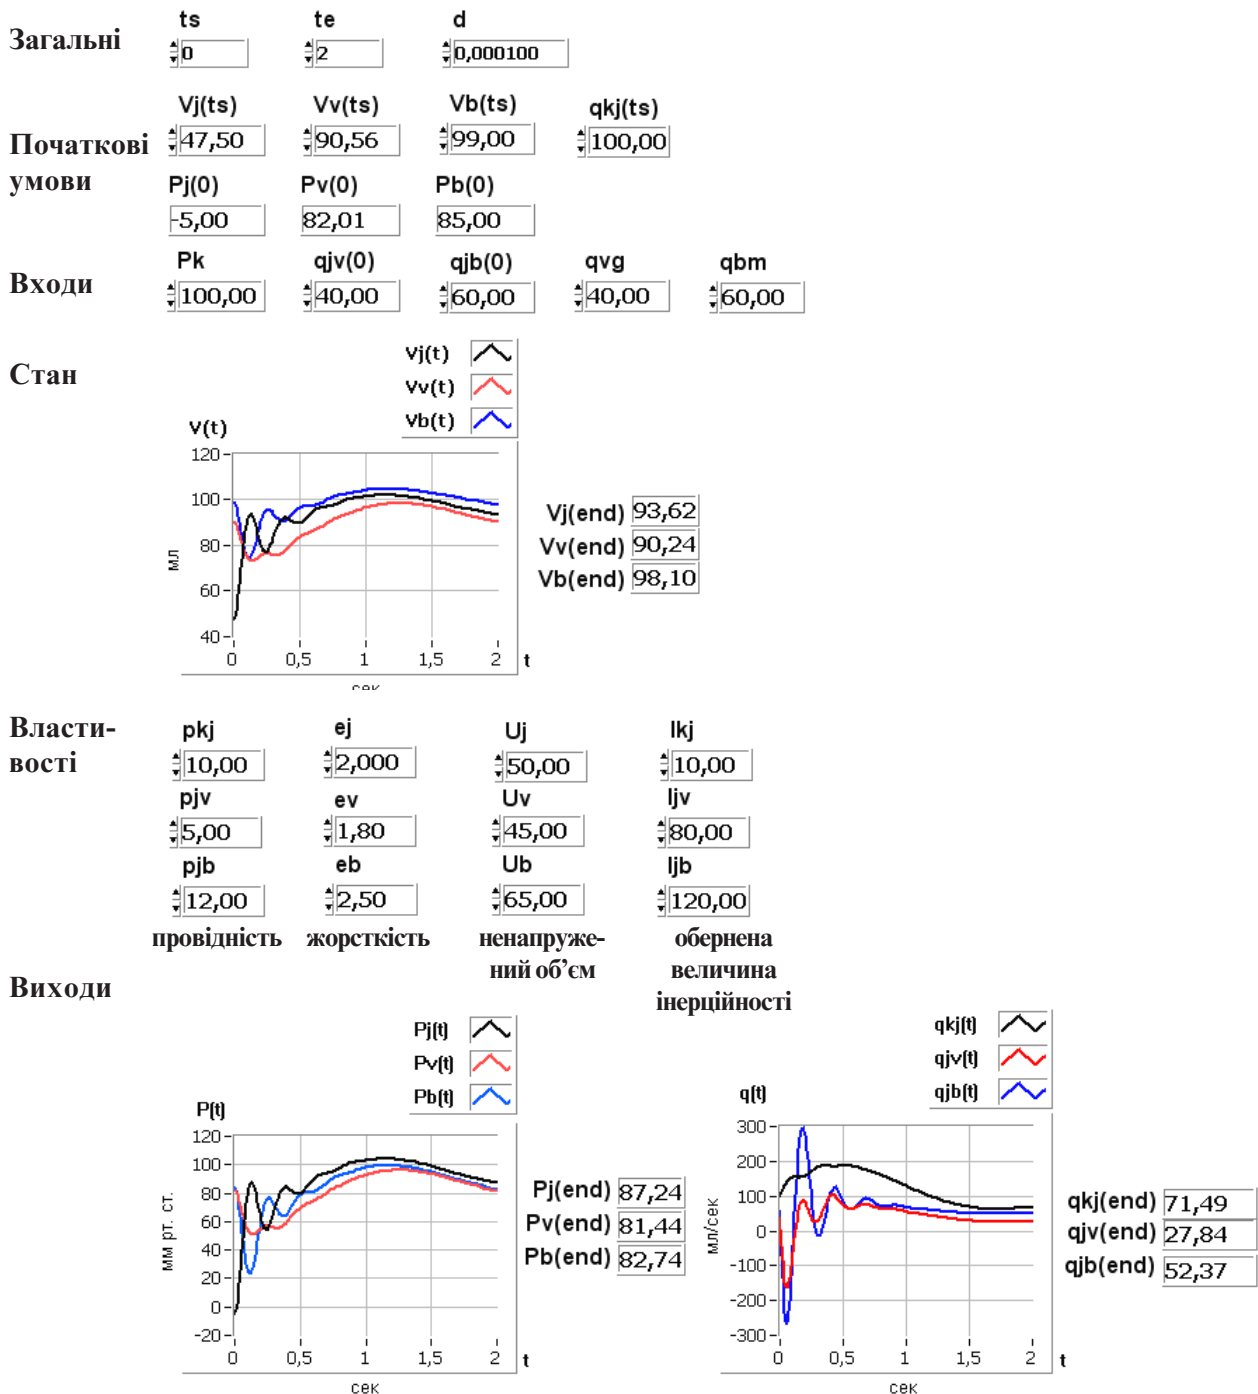 Загальні
ts te d
0 2 0,000100
Початкові умови
Vj(ts) Vv(ts) Vb(ts) qkj(ts)
47,50 90,56 99,00 100,00
Pj(0) Pv(0) Pb(0)
-5,00 82,01 85,00
Входи
Pk qjv(0) qjb(0) qvg qbm
100,00 40,00 60,00 40,00 60,00
Стан
Vj(t)
Vv(t)
Vb(t)
V(t)
мл
120
100
80
60
40
0 0,5 1 1,5 2 t
сек
Vj(end) 93,62
Vv(end) 90,24
Vb(end) 98,10
Власти-
вості
pkj ej Uj Ikj
10,00 2,000 50,00 10,00
pjv ev Uv Ijv
5,00 1,80 45,00 80,00
pjb eb Ub Ijb
12,00 2,50 65,00 120,00
провідність жорсткість ненапруже- обернена
ний об’єм величина
інерційності
Виходи
Pj(t)
Pv(t)
Pb(t)
P(t)
мм рт. ст.
120
100
80
60
40
20
0
-20
0 0,5 1 1,5 2 t
сек
Pj(end) 87,24
Pv(end) 81,44
Pb(end) 82,74
qkj(t)
qjv(t)
qjb(t)
q(t)
мл/сек
300
200
100
0
-100
-200
-300
0 0,5 1 1,5 2 t
сек
qkj(end) 71,49
qjv(end) 27,84
qjb(end) 52,37